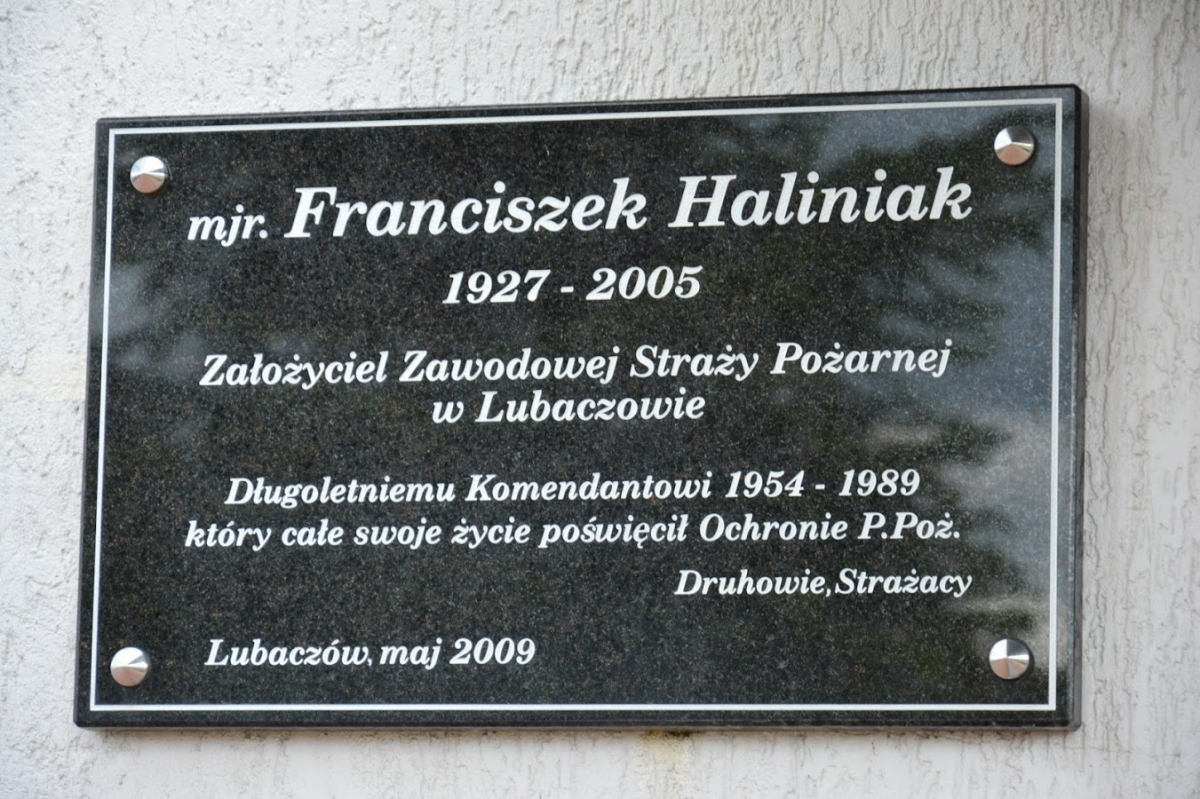 mjr. Franciszek Haliniak
1927 - 2005
Założyciel Zawodowej Straży Pożarnej
w Lubaczowie
Długoletniemu Komendantowi 1954 - 1989
który całe swoje życie poświęcił Ochronie P.Poż.
Druhowie,Strażacy
Lubaczów, maj 2009